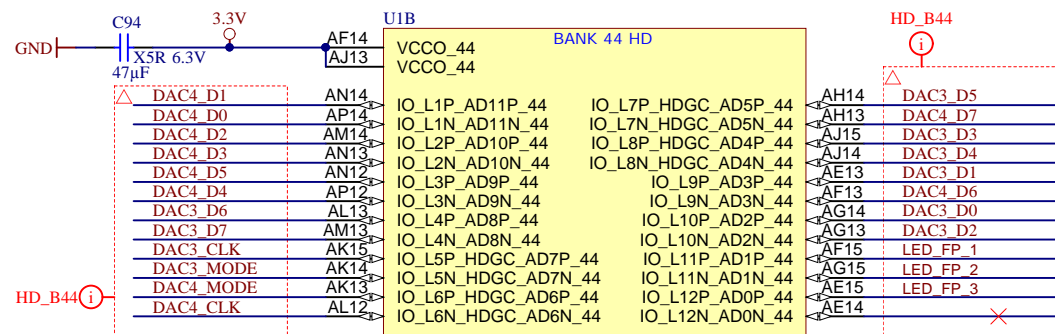 C94
3.3V
U1B
HD_B44
GND
X5R 6.3V
47µF
AF14
AJ13
VCCO_44
VCCO_44
BANK 44 HD
i
DAC4_D1 AN14 IO_L1P_AD11P_44 IO_L7P_HDGC_AD5P_44 AH14 DAC3_D5
DAC4_D0 AP14 IO_L1N_AD11N_44 IO_L7N_HDGC_AD5N_44 AH13 DAC4_D7
DAC4_D2 AM14 IO_L2P_AD10P_44 IO_L8P_HDGC_AD4P_44 AJ15 DAC3_D3
DAC4_D3 AN13 IO_L2N_AD10N_44 IO_L8N_HDGC_AD4N_44 AJ14 DAC3_D4
DAC4_D5 AN12 IO_L3P_AD9P_44 IO_L9P_AD3P_44 AE13 DAC3_D1
DAC4_D4 AP12 IO_L3N_AD9N_44 IO_L9N_AD3N_44 AF13 DAC4_D6
DAC3_D6 AL13 IO_L4P_AD8P_44 IO_L10P_AD2P_44 AG14 DAC3_D0
DAC3_D7 AM13 IO_L4N_AD8N_44 IO_L10N_AD2N_44 AG13 DAC3_D2
DAC3_CLK AK15 IO_L5P_HDGC_AD7P_44 IO_L11P_AD1P_44 AF15 LED_FP_1
DAC3_MODE AK14 IO_L5N_HDGC_AD7N_44 IO_L11N_AD1N_44 AG15 LED_FP_2
DAC4_MODE AK13 IO_L6P_HDGC_AD6P_44 IO_L12P_AD0P_44 AE15 LED_FP_3
DAC4_CLK AL12 IO_L6N_HDGC_AD6N_44 IO_L12N_AD0N_44 AE14
HD_B44 i